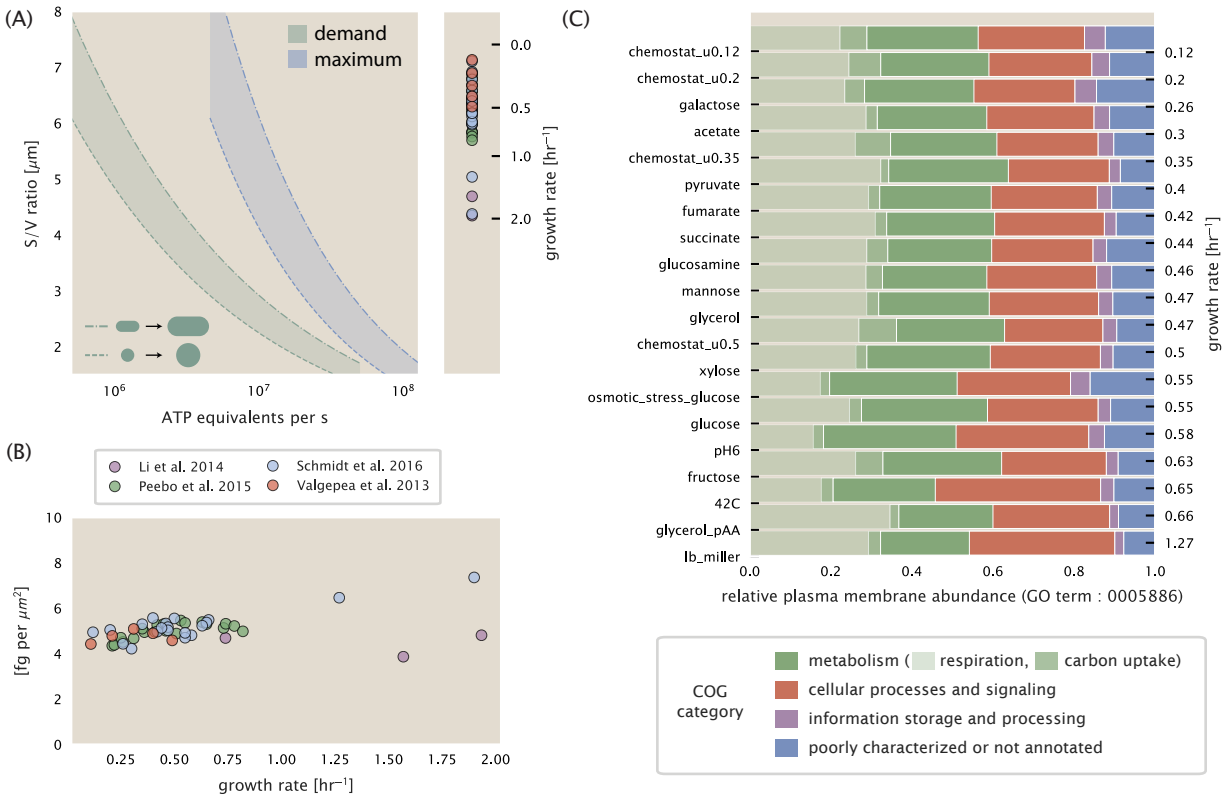 (A)
8
7
6
5
4
3
2
S/V ratio [μm]
10⁶
10⁷
10⁸
ATP equivalents per s
demand
maximum
0.0
0.5
1.0
2.0
growth rate [hr⁻¹]
(B)
Li et al. 2014
Schmidt et al. 2016
Peebo et al. 2015
Valgepea et al. 2013
10
8
6
4
2
0
[fg per μm²]
0.25
0.50
0.75
1.00
1.25
1.50
1.75
2.00
growth rate [hr⁻¹]
(C)
chemostat_u0.12
0.12
chemostat_u0.2
0.2
galactose
0.26
acetate
0.3
chemostat_u0.35
0.35
pyruvate
0.4
fumarate
0.42
succinate
0.44
glucosamine
0.46
mannose
0.47
glycerol
0.47
chemostat_u0.5
0.5
xylose
0.55
osmotic_stress_glucose
0.55
glucose
0.58
pH6
0.63
fructose
0.65
42C
0.66
glycerol_pAA
1.27
lb_miller
growth rate [hr⁻¹]
0.0
0.2
0.4
0.6
0.8
1.0
relative plasma membrane abundance (GO term : 0005886)
COG
category
metabolism ( respiration, carbon uptake)
cellular processes and signaling
information storage and processing
poorly characterized or not annotated